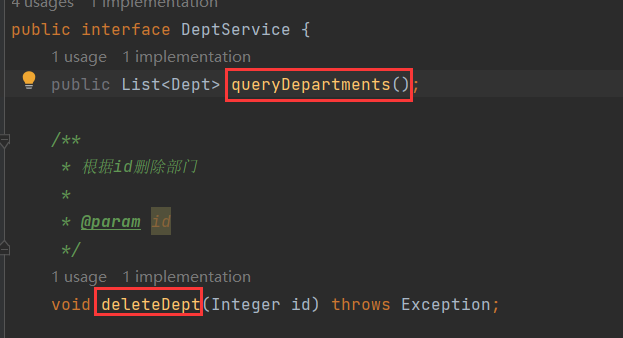 4 usages 1 implementation
public interface DeptService {
1 usage 1 implementation
public List<Dept> queryDepartments();
/**
* 根据id删除部门
*
* @param id
*/
1 usage 1 implementation
void deleteDept(Integer id) throws Exception;